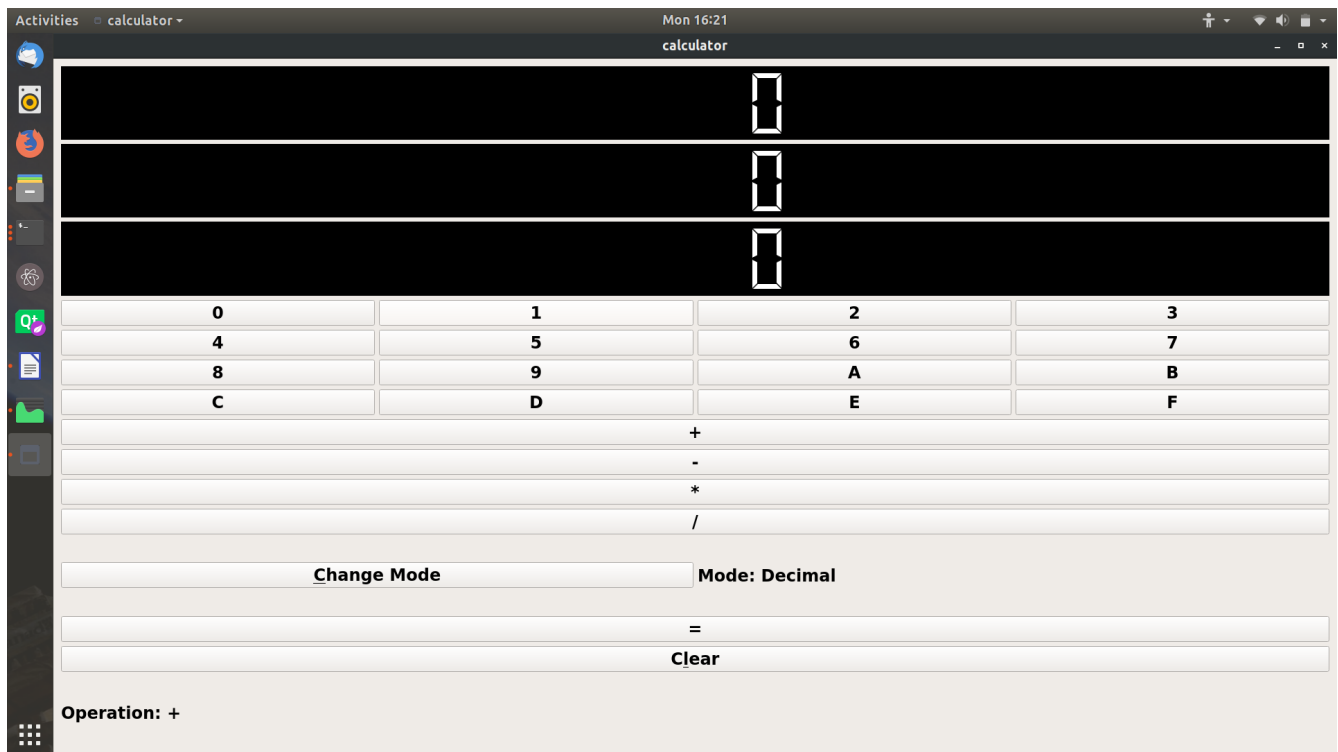 Activities calculator Mon 16:21
calculator
0
0
0
0 1 2 3
4 5 6 7
8 9 A B
C D E F
+
-
*
/
Change Mode Mode: Decimal
=
Clear
Operation: +